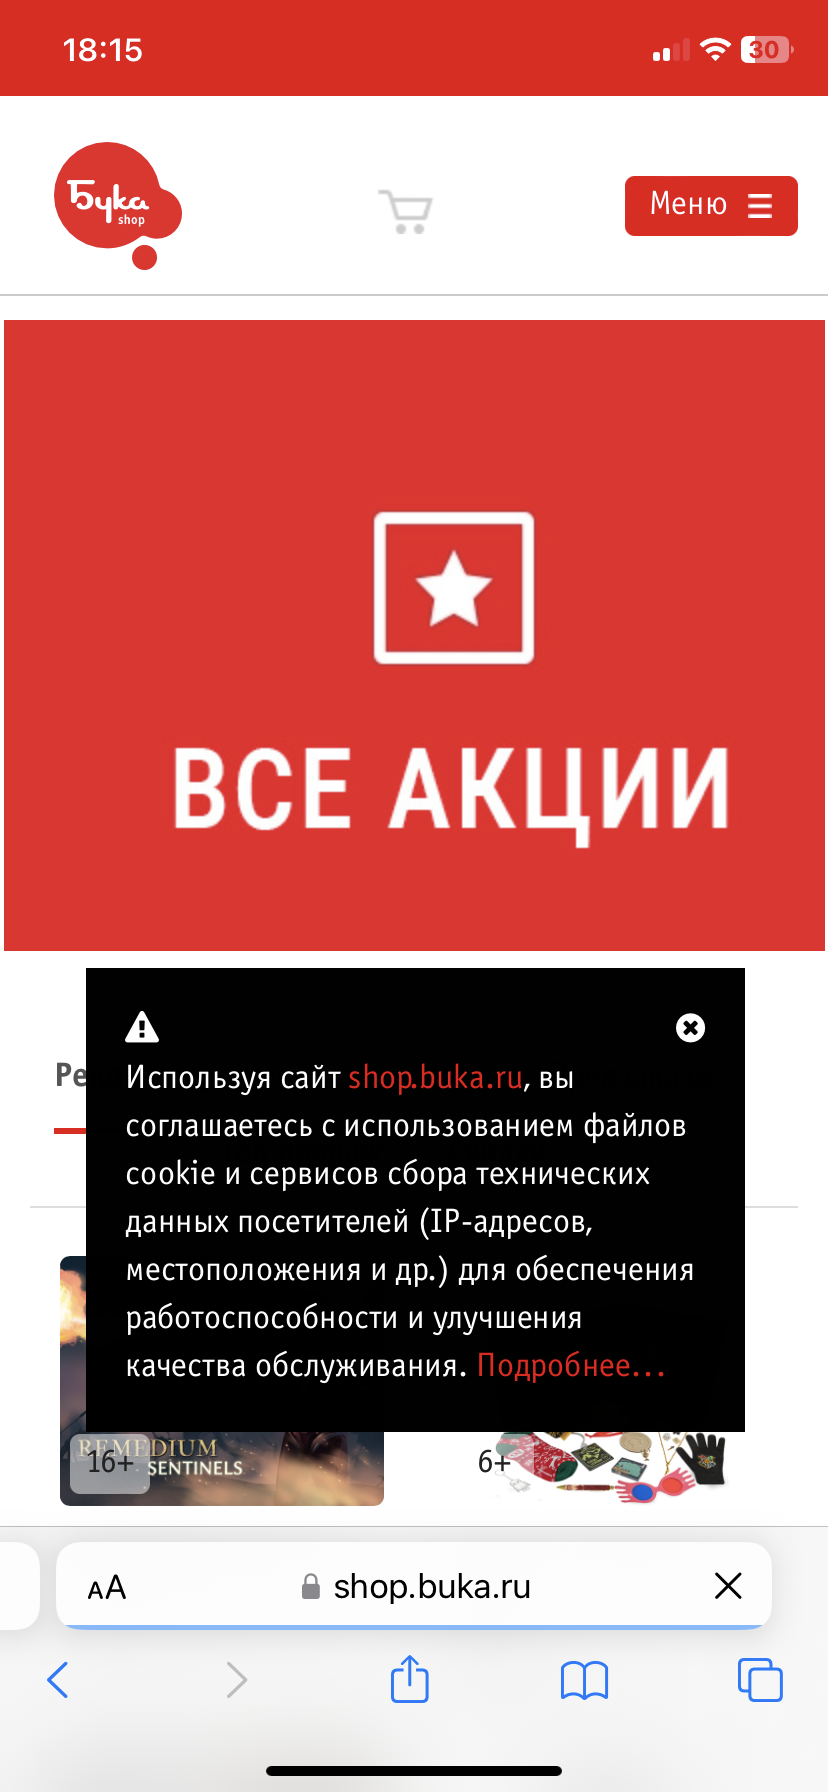 18:15
30
Бука
shop
Меню
ВСЕ АКЦИИ
Ре
Используя сайт shop.buka.ru, вы
соглашаетесь с использованием файлов
cookie и сервисов сбора технических
данных посетителей (IP-адресов,
местоположения и др.) для обеспечения
работоспособности и улучшения
качества обслуживания. Подробнее...
REMEDIUM
SENTINELS
16+
6+
AA
shop.buka.ru